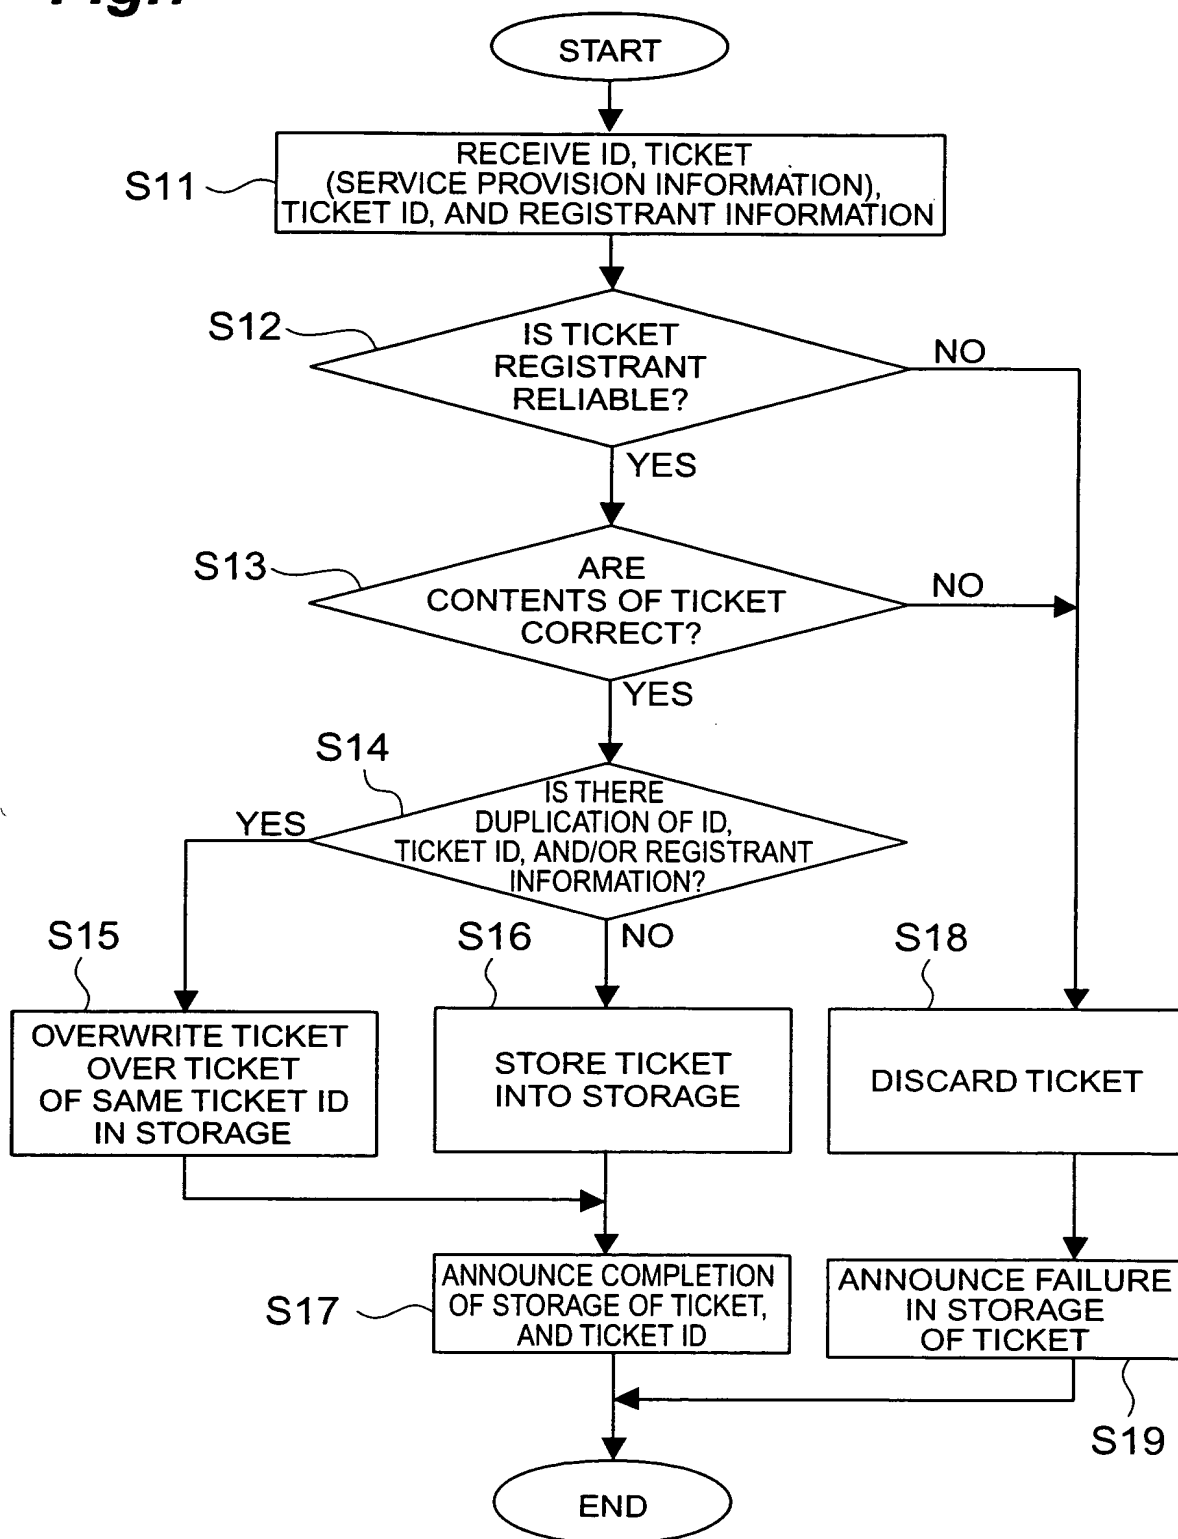 START
S11
RECEIVE ID, TICKET
(SERVICE PROVISION INFORMATION),
TICKET ID, AND REGISTRANT INFORMATION
S12
IS TICKET
REGISTRANT
RELIABLE?
NO
YES
S13
ARE
CONTENTS OF TICKET
CORRECT?
NO
YES
S14
IS THERE
DUPLICATION OF ID,
TICKET ID, AND/OR REGISTRANT
INFORMATION?
YES
NO
S15
OVERWRITE TICKET
OVER TICKET
OF SAME TICKET ID
IN STORAGE
S16
STORE TICKET
INTO STORAGE
S18
DISCARD TICKET
S17
ANNOUNCE COMPLETION
OF STORAGE OF TICKET,
AND TICKET ID
ANNOUNCE FAILURE
IN STORAGE
OF TICKET
S19
END